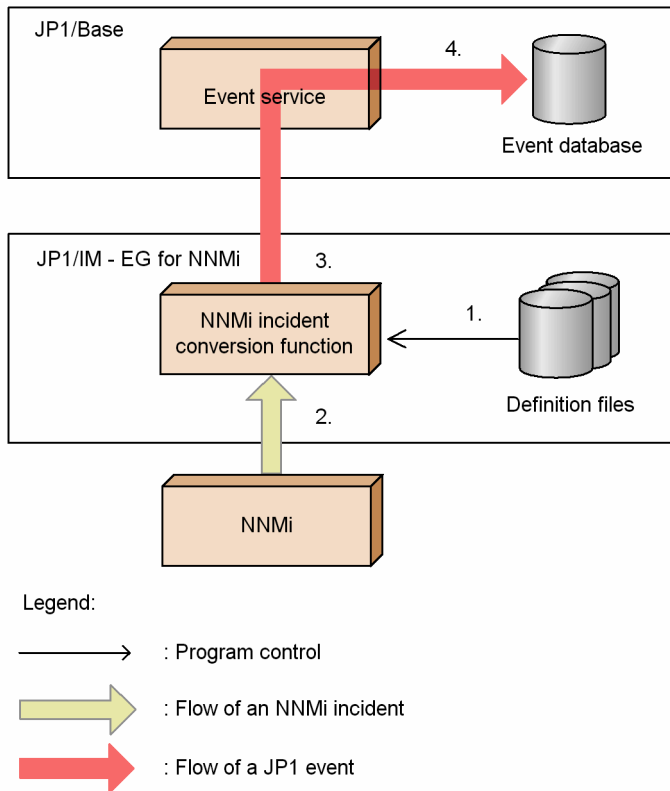 JP1/Base
4.
Event service
Event database
JP1/IM - EG for NNMi
3.
NNMi incident
conversion function
1.
Definition files
2.
NNMi
Legend:
: Program control
: Flow of an NNMi incident
: Flow of a JP1 event